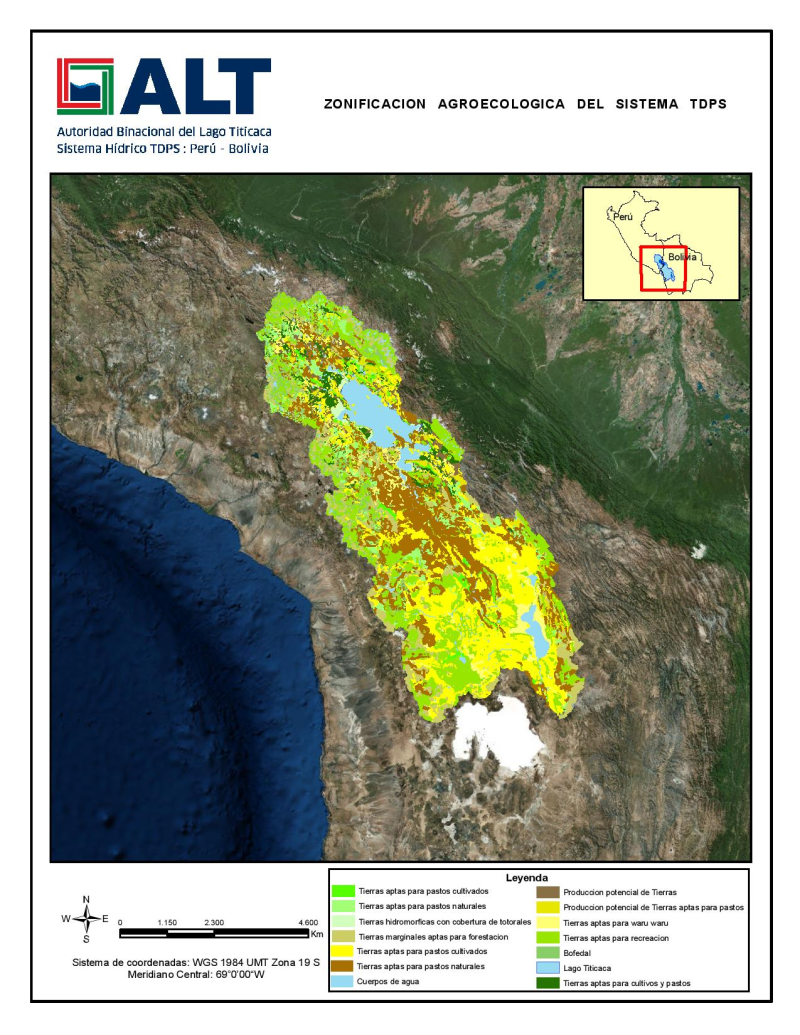 ALT
Autoridad Binacional del Lago Titicaca
Sistema Hídrico TDPS : Perú - Bolivia
ZONIFICACION AGROECOLOGICA DEL SISTEMA TDPS
Perú
Bolivia
N
W E
S
0 1.150 2.300 4.600
Km
Sistema de coordenadas: WGS 1984 UMT Zona 19 S
Meridiano Central: 69°0'00"W
Leyenda
Tierras aptas para pastos cultivados
Tierras aptas para pastos naturales
Tierras hidromorficas con cobertura de totorales
Tierras marginales aptas para forestacion
Tierras aptas para pastos cultivados
Tierras aptas para pastos naturales
Cuerpos de agua
Produccion potencial de Tierras
Produccion potencial de Tierras aptas para pastos
Tierras aptas para waru waru
Tierras aptas para recreacion
Bofedal
Lago Titicaca
Tierras aptas para cultivos y pastos